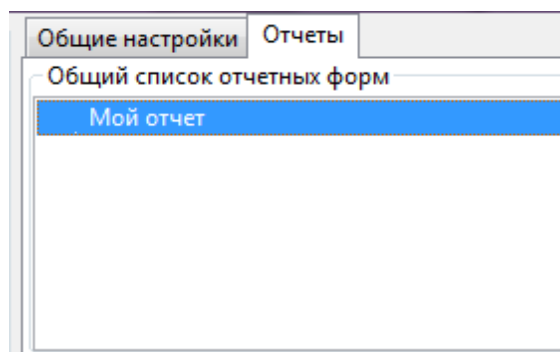 Общие настройки Отчеты
Общий список отчетных форм
Мой отчет